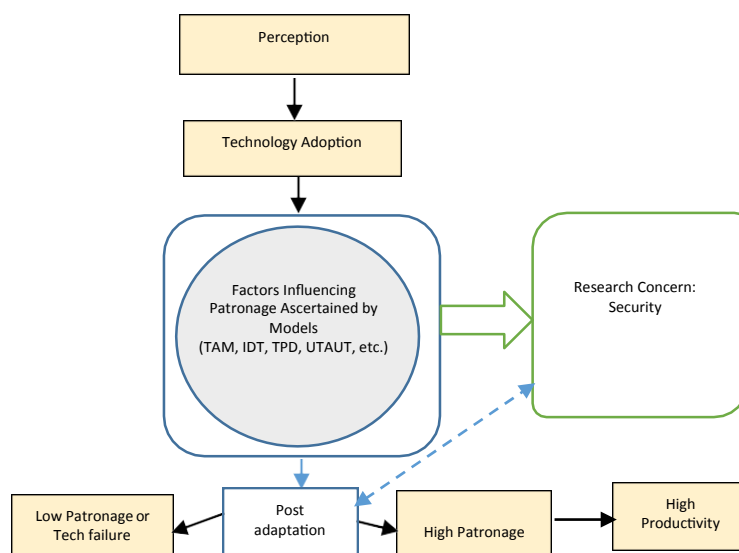 Perception
Technology Adoption
Factors Influencing
Patronage Ascertained by
Models
(TAM, IDT, TPD, UTAUT, etc.)
Research Concern:
Security
Low Patronage or
Tech failure
Post
adaptation
High Patronage
High
Productivity